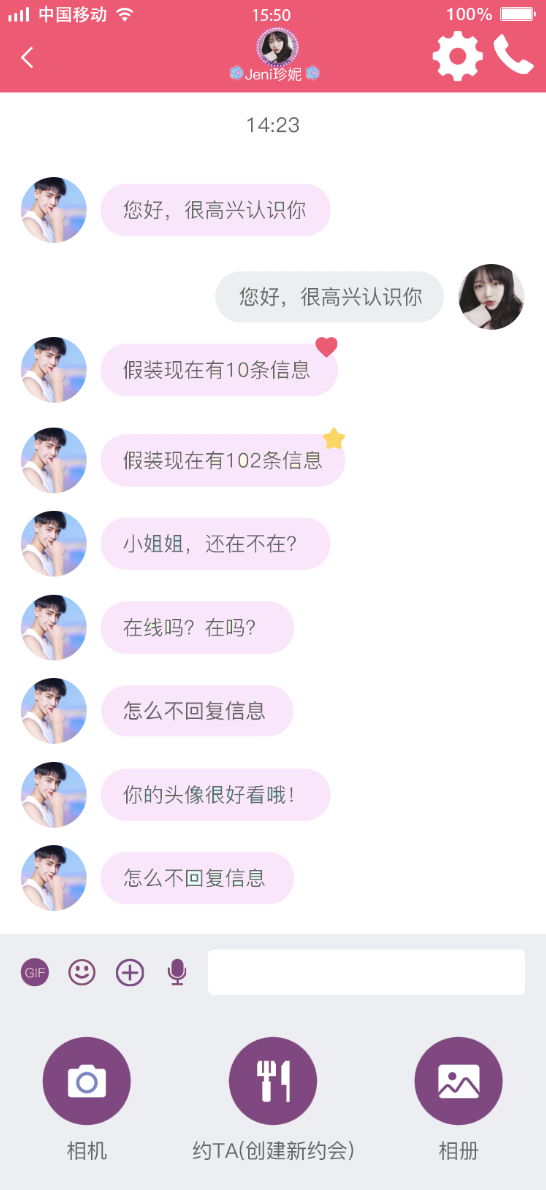 中国移动
15:50
100%
Jeni珍妮
14:23
您好，很高兴认识你
您好，很高兴认识你
假装现在有10条信息
假装现在有102条信息
小姐姐，还在不在？
在线吗？在吗？
怎么不回复信息
你的头像很好看哦！
怎么不回复信息
GIF
相机
约TA(创建新约会)
相册